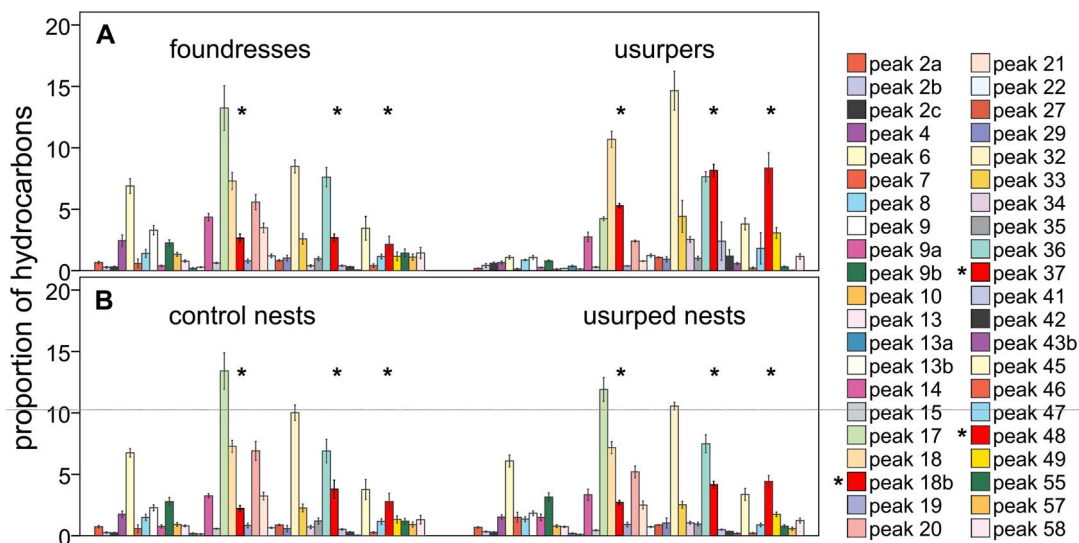 proportion of hydrocarbons
A
foundresses
usurpers
20
15
10
5
0
* * * * * *
B
control nests
usurped nests
20
15
10
5
0
* * * * * *
peak 2a
peak 2b
peak 2c
peak 4
peak 6
peak 7
peak 8
peak 9
peak 9a
peak 9b
peak 10
peak 13
peak 13a
peak 13b
peak 14
peak 15
peak 17
peak 18
* peak 18b
peak 19
peak 20
peak 21
peak 22
peak 27
peak 29
peak 32
peak 33
peak 34
peak 35
peak 36
* peak 37
peak 41
peak 42
peak 43b
peak 45
peak 46
peak 47
* peak 48
peak 49
peak 55
peak 57
peak 58